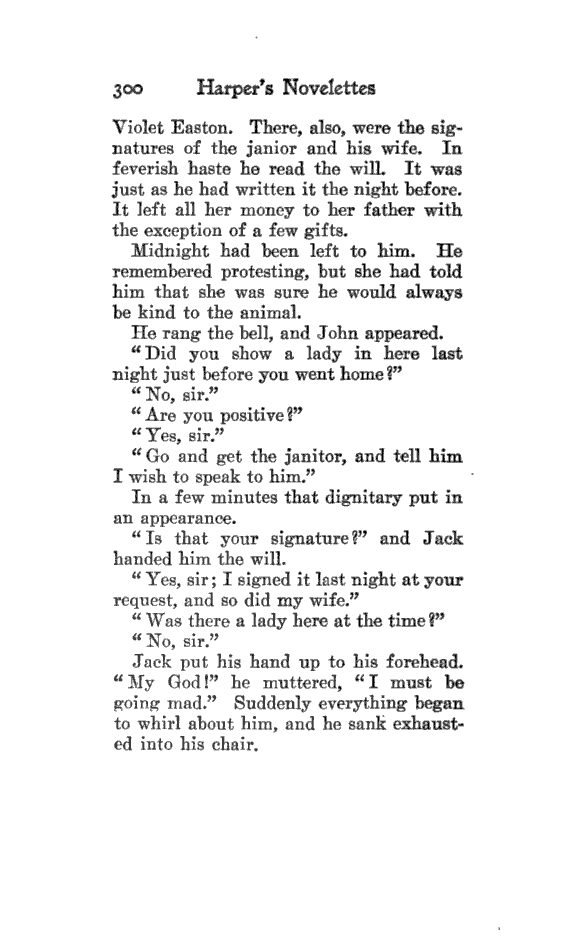 300 Harper's Novelettes
Violet Easton. There, also, were the sig-
natures of the janior and his wife. In
feverish haste he read the will. It was
just as he had written it the night before.
It left all her money to her father with
the exception of a few gifts.
Midnight had been left to him. He
remembered protesting, but she had told
him that she was sure he would always
be kind to the animal.
He rang the bell, and John appeared.
"Did you show a lady in here last
night just before you went home?"
"No, sir."
"Are you positive?"
"Yes, sir."
"Go and get the janitor, and tell him
I wish to speak to him."
In a few minutes that dignitary put in
an appearance.
"Is that your signature?" and Jack
handed him the will.
"Yes, sir; I signed it last night at your
request, and so did my wife."
"Was there a lady here at the time?"
"No, sir."
Jack put his hand up to his forehead.
"My God!" he muttered, "I must be
going mad." Suddenly everything began
to whirl about him, and he sank exhaust-
ed into his chair.